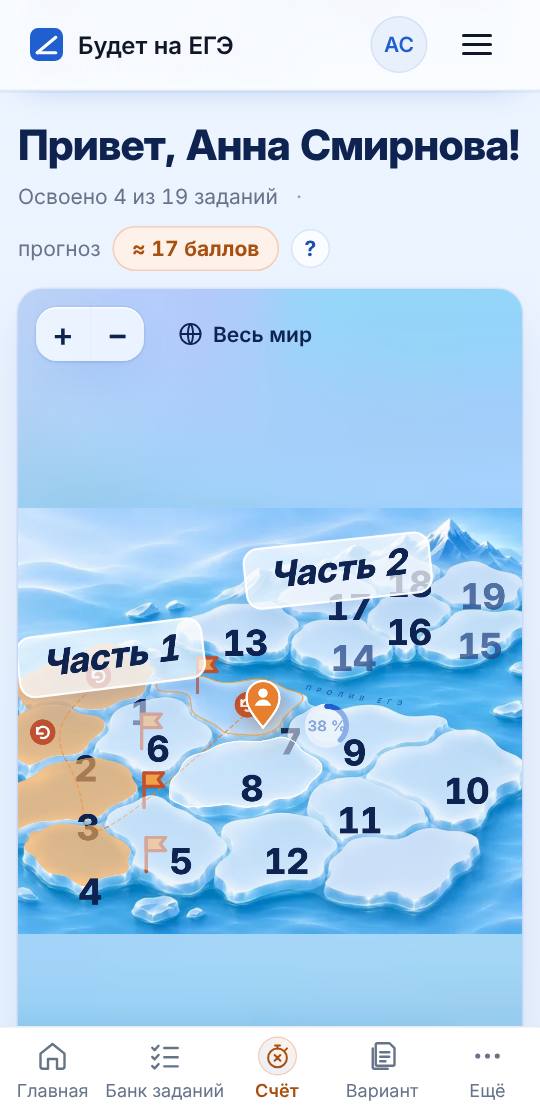 Будет на ЕГЭ
АС
Привет, Анна Смирнова!
Освоено 4 из 19 заданий ·
прогноз ≈ 17 баллов ?
+ − Весь мир
Часть 2
18
19
17
16
13
15
14
Часть 1
ПРОЛИВ ЕГЭ
1
38 %
7
6
9
2
8
10
3
11
5
12
4
Главная Банк заданий Счёт Вариант Ещё